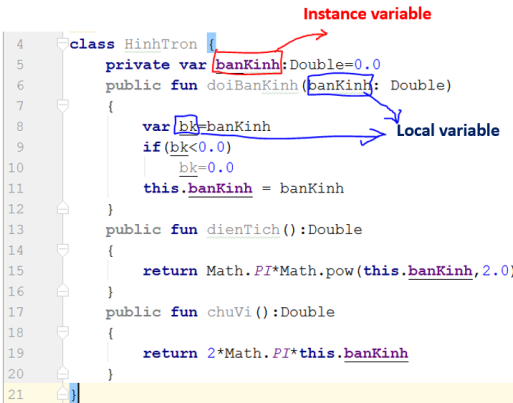 Instance variable
4 class HinhTron {
5 private var banKinh:Double=0.0
6 public fun doiBanKinh(banKinh: Double)
7 {
8 var bk=banKinh
Local variable
9 if(bk<0.0)
10 bk=0.0
11 this.banKinh = banKinh
12 }
13 public fun dienTich():Double
14 {
15 return Math.PI*Math.pow(this.banKinh,2.0)
16 }
17 public fun chuVi():Double
18 {
19 return 2*Math.PI*this.banKinh
20 }
21 }